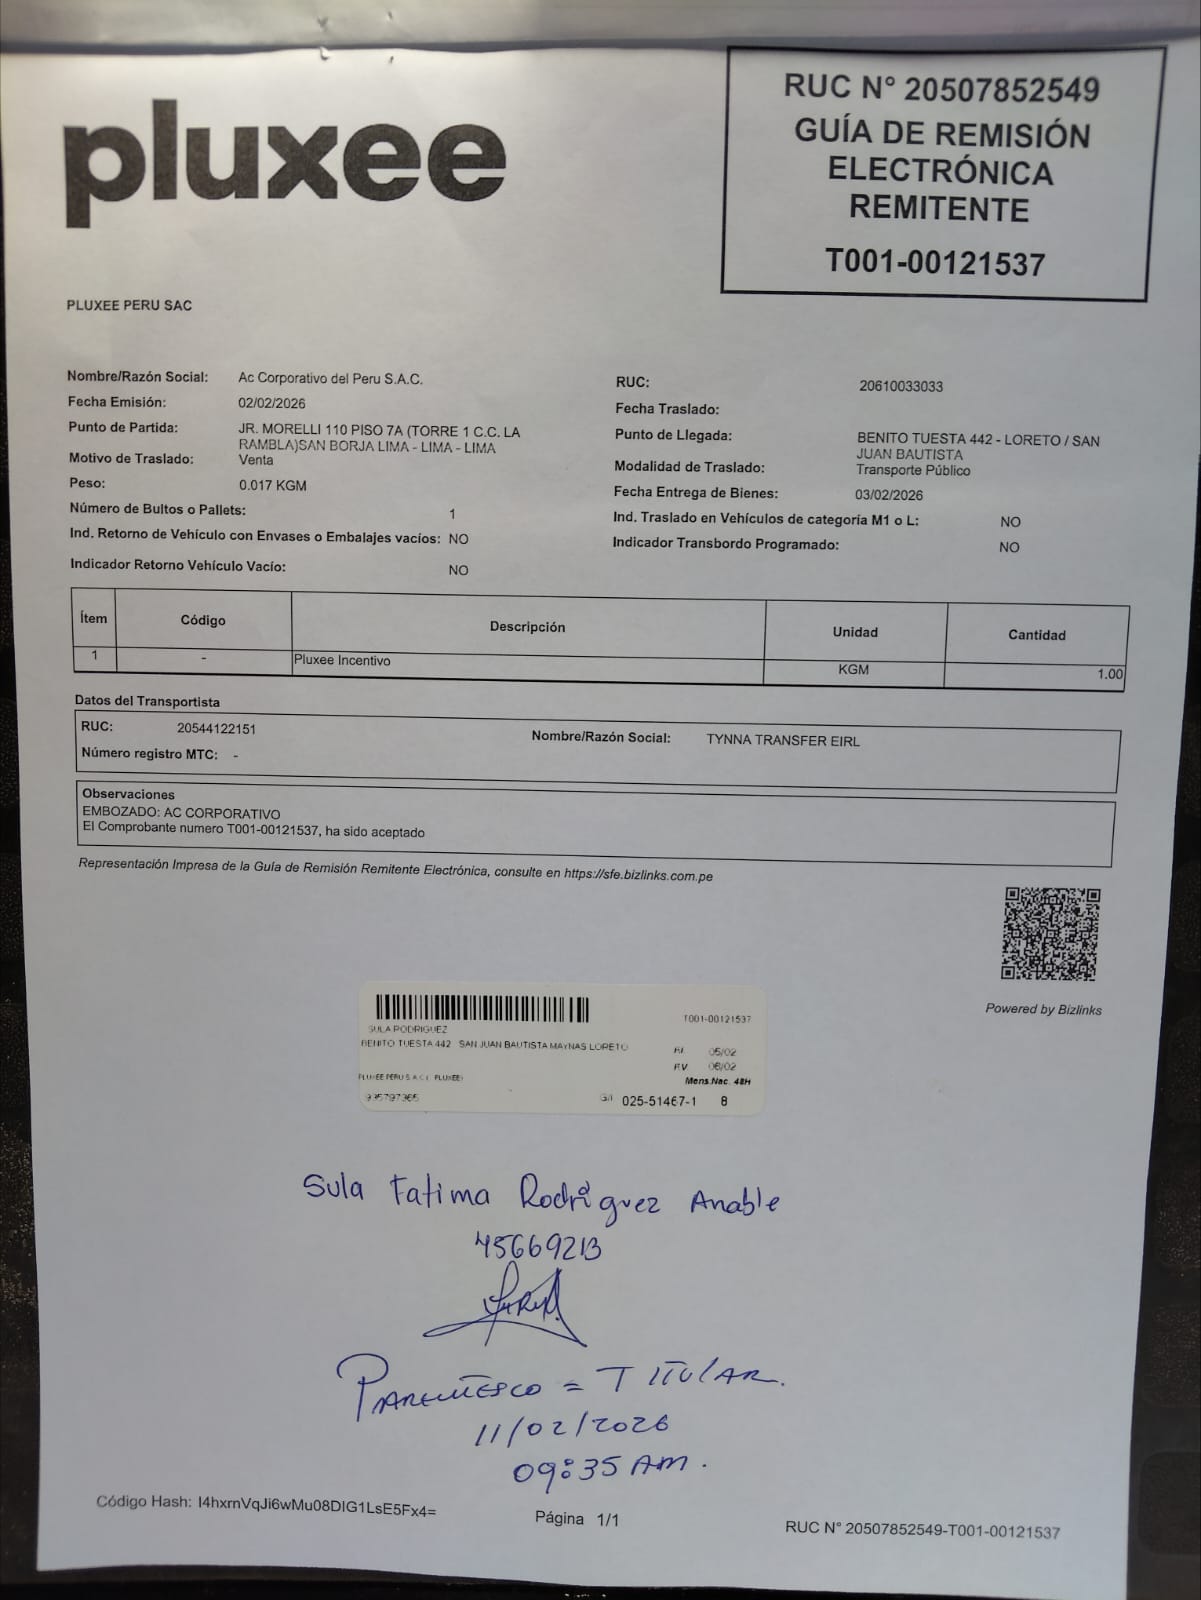 pluxee
RUC N° 20507852549
GUÍA DE REMISIÓN
ELECTRÓNICA
REMITENTE
T001-00121537
PLUXEE PERU SAC
Nombre/Razón Social: Ac Corporativo del Peru S.A.C.
Fecha Emisión: 02/02/2026
Punto de Partida: JR. MORELLI 110 PISO 7A (TORRE 1 C.C. LA
RAMBLA)SAN BORJA LIMA - LIMA - LIMA
Motivo de Traslado: Venta
Peso: 0.017 KGM
Número de Bultos o Pallets: 1
Ind. Retorno de Vehículo con Envases o Embalajes vacíos: NO
Indicador Retorno Vehículo Vacío: NO
RUC: 20610033033
Fecha Traslado:
Punto de Llegada: BENITO TUESTA 442 - LORETO / SAN
JUAN BAUTISTA
Modalidad de Traslado: Transporte Público
Fecha Entrega de Bienes: 03/02/2026
Ind. Traslado en Vehículos de categoría M1 o L: NO
Indicador Transbordo Programado: NO
Ítem Código Descripción Unidad Cantidad
1 - Pluxee Incentivo KGM 1.00
Datos del Transportista
RUC: 20544122151 Nombre/Razón Social: TYNNA TRANSFER EIRL
Número registro MTC: -
Observaciones
EMBOZADO: AC CORPORATIVO
El Comprobante numero T001-00121537, ha sido aceptado
Representación Impresa de la Guía de Remisión Remitente Electrónica, consulte en https://sfe.bizlinks.com.pe
Powered by Bizlinks
T001-00121537
SULA RODRIGUEZ
BENITO TUESTA 442 SAN JUAN BAUTISTA MAYNAS LORETO
05/02
F.V 06/02
Mens.Nac. 48H
PLUXEE PERU S.A.C ( PLUXEE)
935797365
G/I 025-51467-1 8
Sula Fatima Rodriguez Anable
45669213
PARENTESCO = TITULAR.
11/02/2026
09:35 AM.
Código Hash: I4hxrnVqJi6wMu08DIG1LsE5Fx4=
Página 1/1
RUC N° 20507852549-T001-00121537